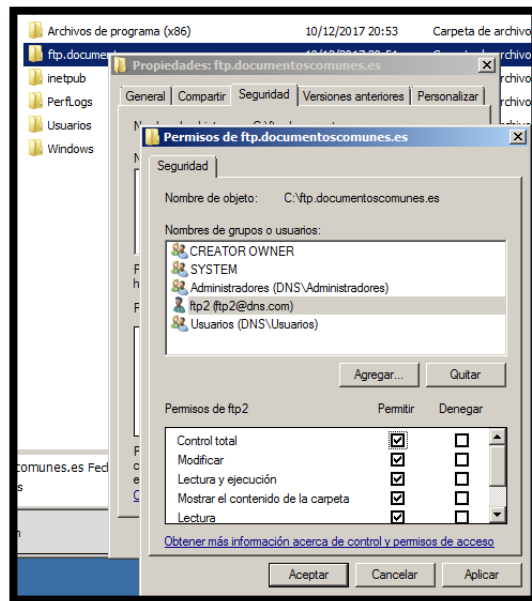 Archivos de programa (x86) 10/12/2017 20:53 Carpeta de archivo
ftp.document
inetpub
PerfLogs
Usuarios
Windows
Propiedades: ftp.documentoscomunes.es
General Compartir Seguridad Versiones anteriores Personalizar
Permisos de ftp.documentoscomunes.es
Seguridad
Nombre de objeto: C:\ftp.documentoscomunes.es
Nombres de grupos o usuarios:
CREATOR OWNER
SYSTEM
Administradores (DNS\Administradores)
ftp2 (ftp2@dns.com)
Usuarios (DNS\Usuarios)
Agregar... Quitar
Permisos de ftp2 Permitir Denegar
Control total
Modificar
Lectura y ejecución
Mostrar el contenido de la carpeta
Lectura
Obtener más información acerca de control y permisos de acceso
Aceptar Cancelar Aplicar
comunes.es Fec